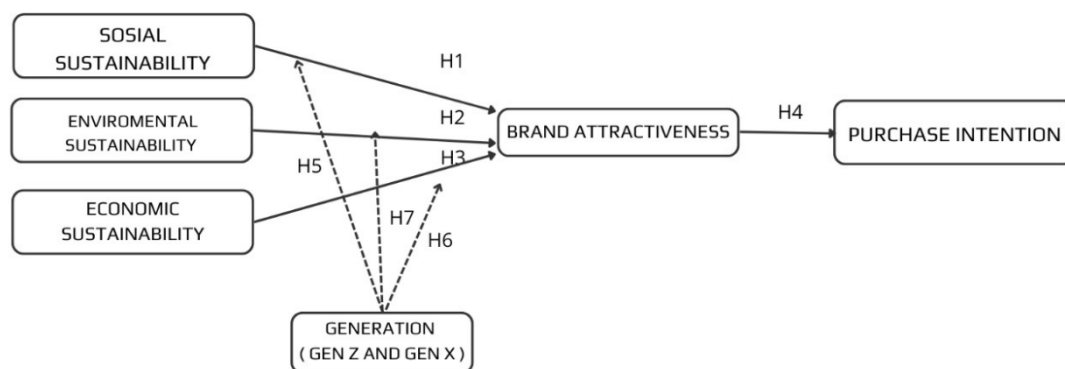 SOSIAL
SUSTAINABILITY
H1
ENVIROMENTAL
SUSTAINABILITY
H2
BRAND ATTRACTIVENESS
H4
PURCHASE INTENTION
H3
H5
ECONOMIC
SUSTAINABILITY
H7
H6
GENERATION
( GEN Z AND GEN X )